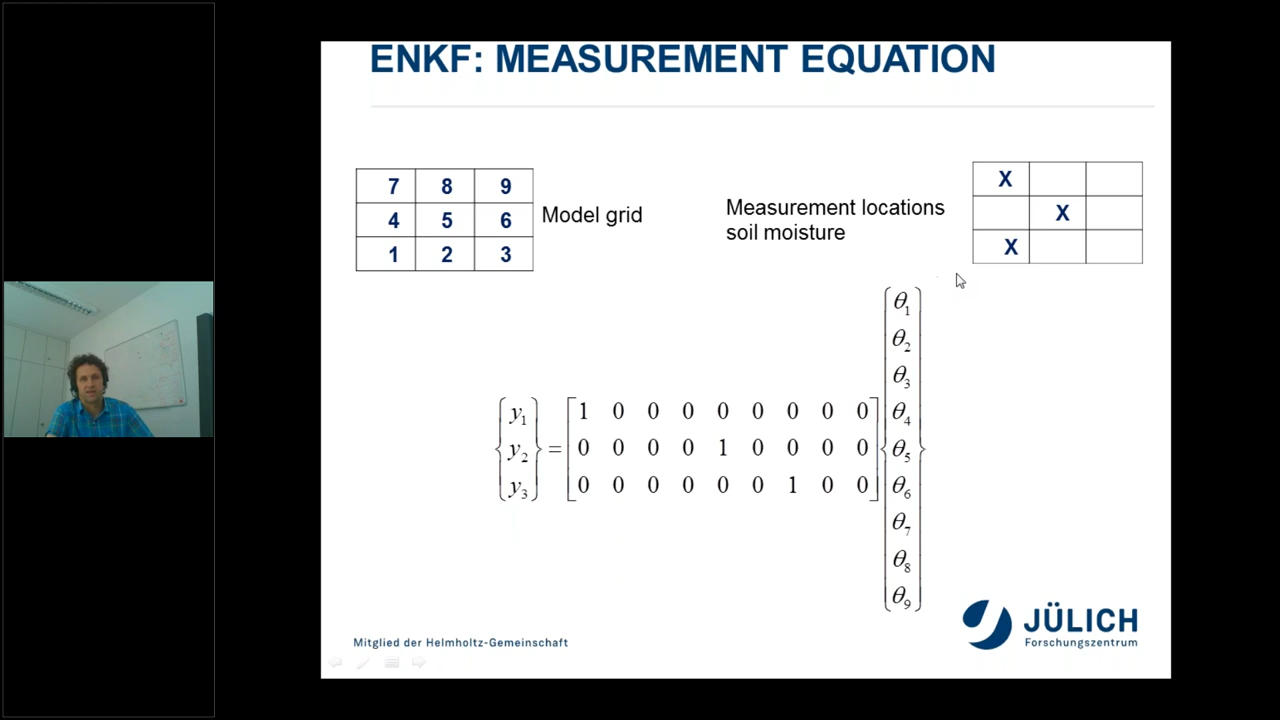 ENKF: MEASUREMENT EQUATION
7 8 9
4 5 6
1 2 3
Model grid
Measurement locations
soil moisture
X
X
X
y₁
y₂
y₃
=
1 0 0 0 0 0 0 0 0
0 0 0 0 1 0 0 0 0
0 0 0 0 0 0 1 0 0
θ₁
θ₂
θ₃
θ₄
θ₅
θ₆
θ₇
θ₈
θ₉
Mitglied der Helmholtz-Gemeinschaft
JÜLICH
Forschungszentrum